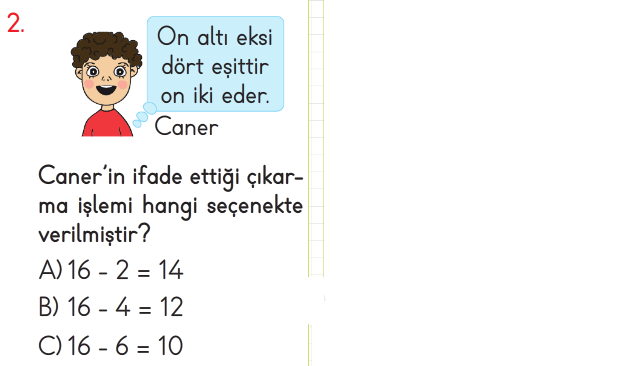 2.
On altı eksi
dört eşittir
on iki eder.
Caner
Caner'in ifade ettiği çıkar-
ma işlemi hangi seçenekte
verilmiştir?
A) 16 - 2 = 14
B) 16 - 4 = 12
C) 16 - 6 = 10